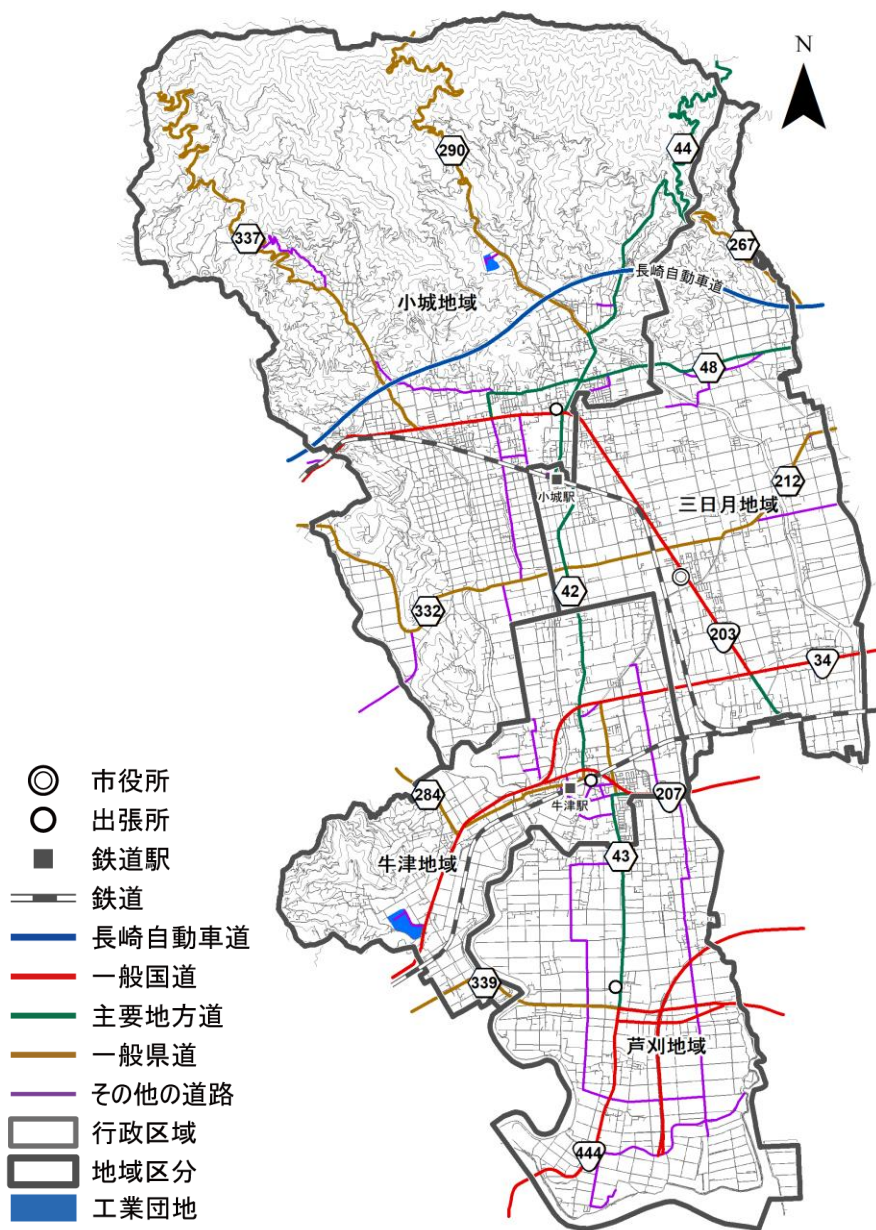 N
290
44
337
267
長崎自動車道
小城地域
48
212
小城駅
三日月地域
42
332
203
34
市役所
284
207
出張所
牛津駅
鉄道駅
43
牛津地域
鉄道
長崎自動車道
一般国道
339
主要地方道
芦刈地域
一般県道
その他の道路
行政区域
444
地域区分
工業団地